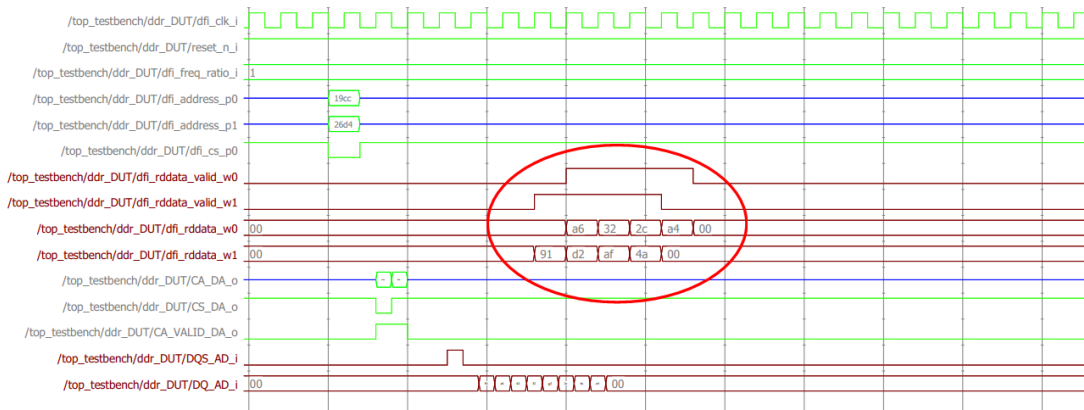 /top_testbench/ddr_DUT/dfi_clk_i
/top_testbench/ddr_DUT/reset_n_i
/top_testbench/ddr_DUT/dfi_freq_ratio_i 1
/top_testbench/ddr_DUT/dfi_address_p0 19cc
/top_testbench/ddr_DUT/dfi_address_p1 26d4
/top_testbench/ddr_DUT/dfi_cs_p0
/top_testbench/ddr_DUT/dfi_rddata_valid_w0
/top_testbench/ddr_DUT/dfi_rddata_valid_w1
/top_testbench/ddr_DUT/dfi_rddata_w0 00 a6 32 2c a4 00
/top_testbench/ddr_DUT/dfi_rddata_w1 00 91 d2 af 4a 00
/top_testbench/ddr_DUT/CA_DA_o
/top_testbench/ddr_DUT/CS_DA_o
/top_testbench/ddr_DUT/CA_VALID_DA_o
/top_testbench/ddr_DUT/DQS_AD_i
/top_testbench/ddr_DUT/DQ_AD_i 00 00